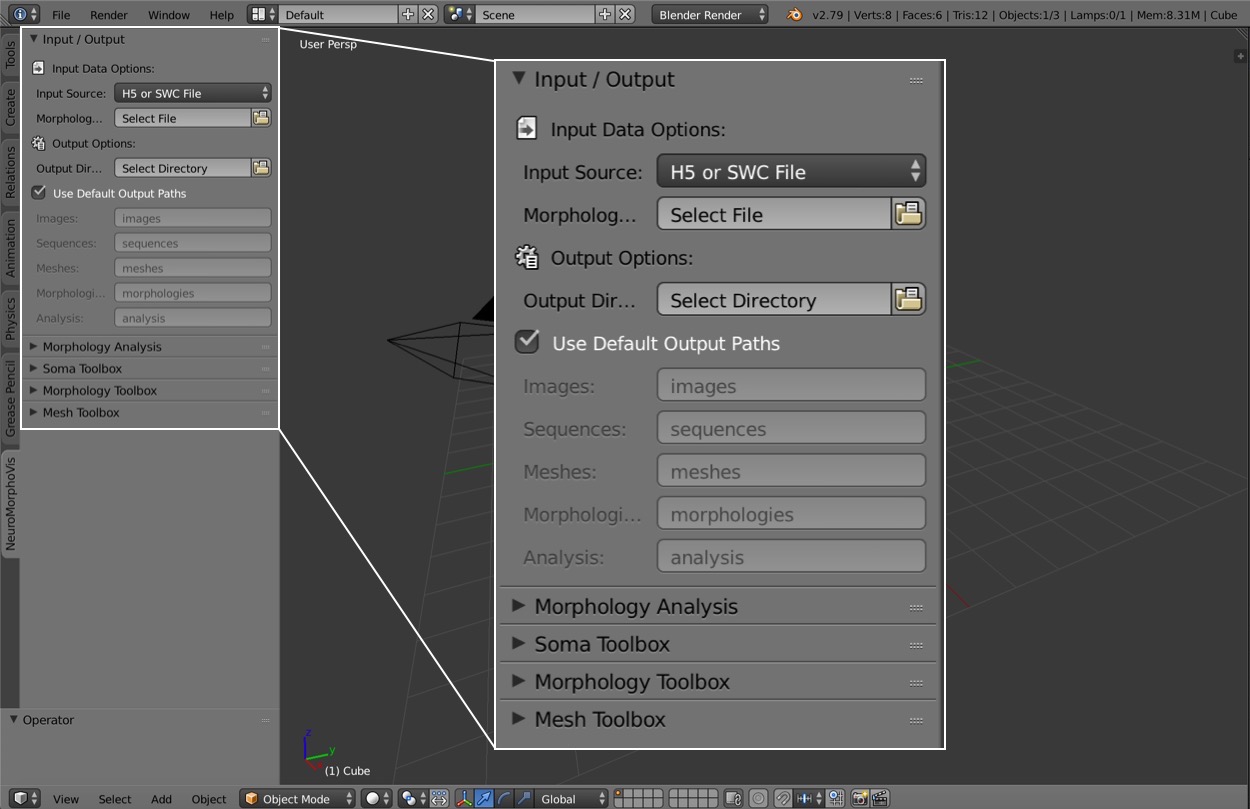 File Render Window Help Default Scene Blender Render v2.79 | Verts:8 | Faces:6 | Tris:12 | Objects:1/3 | Lamps:0/1 | Mem:8.31M | Cube
Tools
Create
Relations
Animation
Physics
Grease Pencil
NeuroMorphoVis
Input / Output
Input Data Options:
Input Source: H5 or SWC File
Morpholog... Select File
Output Options:
Output Dir... Select Directory
Use Default Output Paths
Images: images
Sequences: sequences
Meshes: meshes
Morphologi... morphologies
Analysis: analysis
Morphology Analysis
Soma Toolbox
Morphology Toolbox
Mesh Toolbox
Operator
User Persp
Input / Output
Input Data Options:
Input Source: H5 or SWC File
Morpholog... Select File
Output Options:
Output Dir... Select Directory
Use Default Output Paths
Images: images
Sequences: sequences
Meshes: meshes
Morphologi... morphologies
Analysis: analysis
Morphology Analysis
Soma Toolbox
Morphology Toolbox
Mesh Toolbox
z
y
(1) Cube
View Select Add Object Object Mode Global